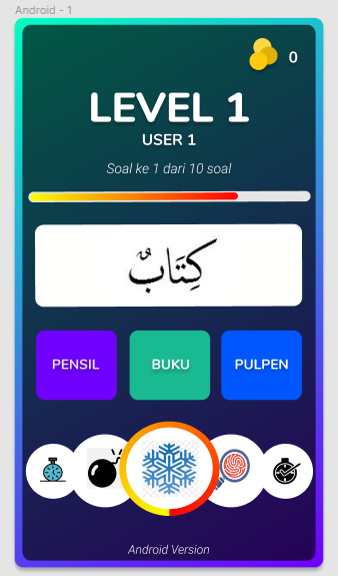 Android - 1
0
LEVEL 1
USER 1
Soal ke 1 dari 10 soal
كِتَابٌ
PENSIL BUKU PULPEN
Android Version